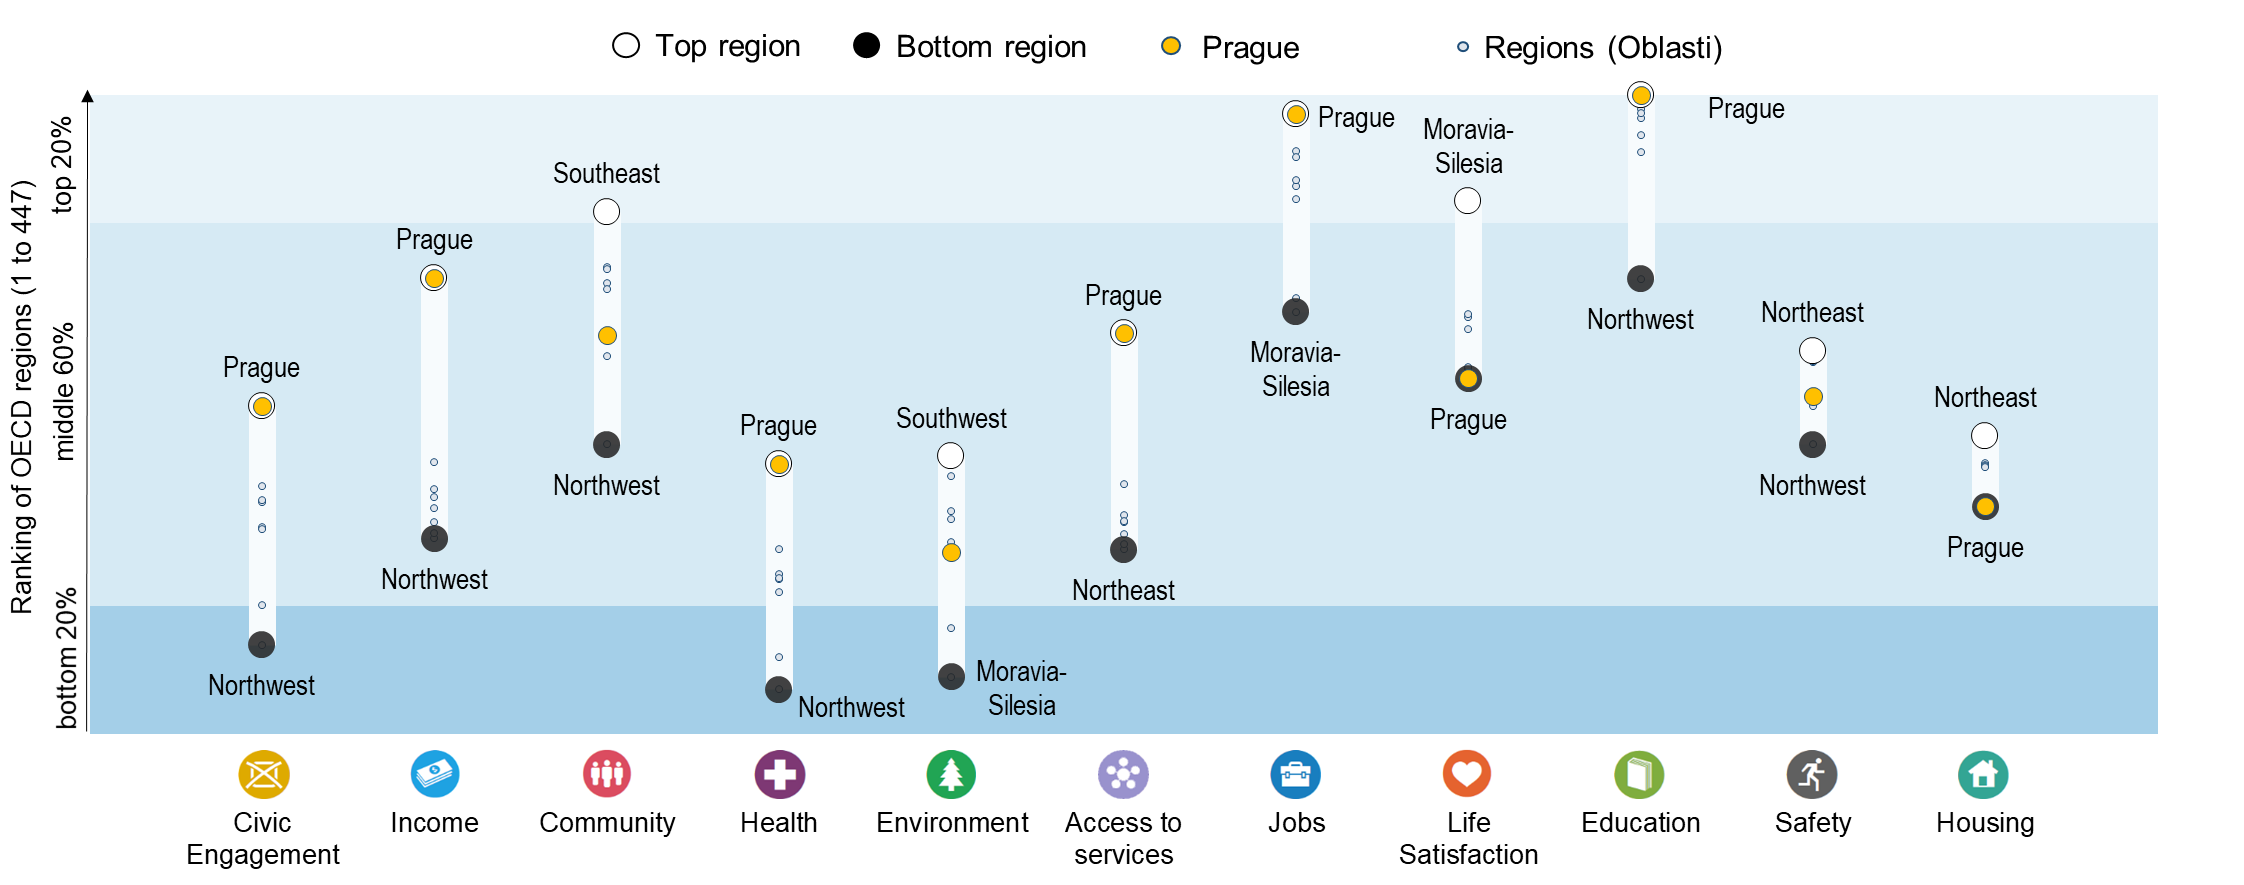 Top region
Bottom region
Prague
Regions (Oblasti)
Ranking of OECD regions (1 to 447)
top 20%
middle 60%
bottom 20%
Prague
Northwest
Prague
Northwest
Southeast
Northwest
Prague
Northwest
Southwest
Moravia-
Silesia
Prague
Northeast
Prague
Moravia-
Silesia
Moravia-
Silesia
Prague
Prague
Northwest
Northeast
Northwest
Northeast
Prague
Civic
Engagement
Income
Community
Health
Environment
Access to
services
Jobs
Life
Satisfaction
Education
Safety
Housing